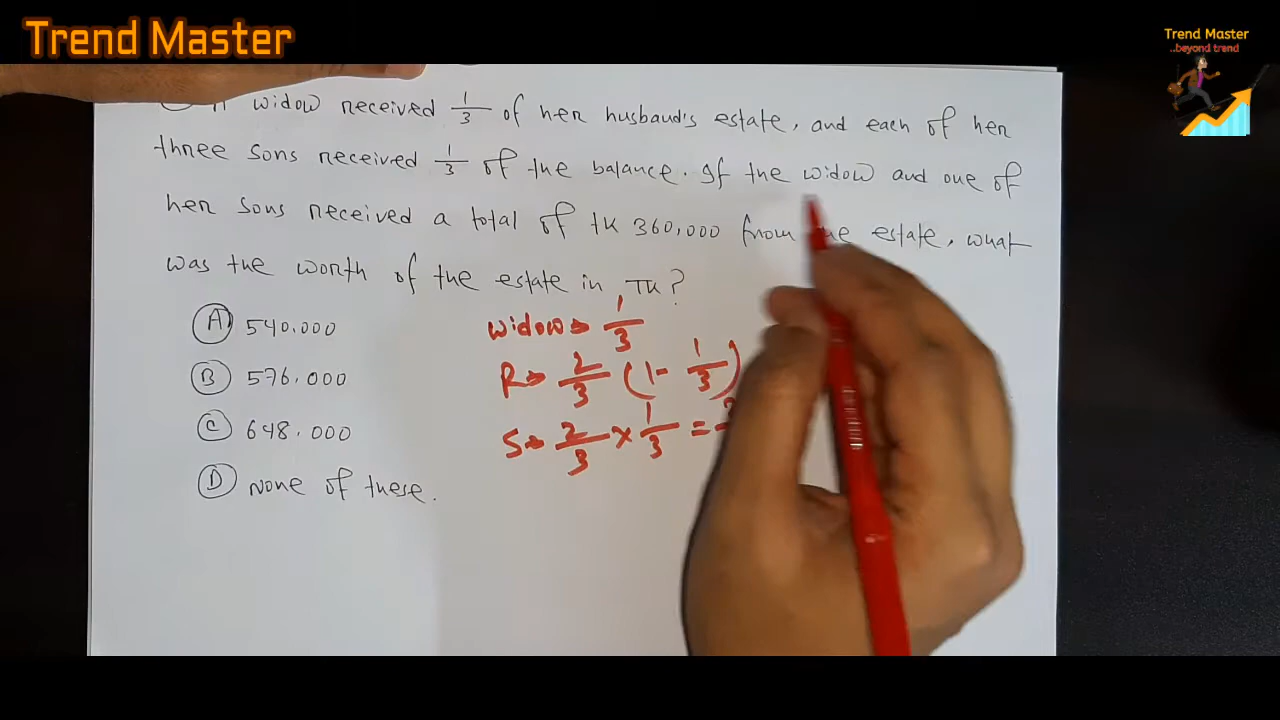 Trend Master
Trend Master
..beyond trend
widow received 1/3 of her husband's estate, and each of her
three sons received 1/3 of the balance. If the widow and one of
her sons received a total of tk 360,000 from estate, what
was the worth of the estate in TK?
A 540.000
B 576.000
C 648.000
D none of these.
widow → 1/3
R → 2/3 (1 - 1/3)
S → 2/3 × 1/3 =